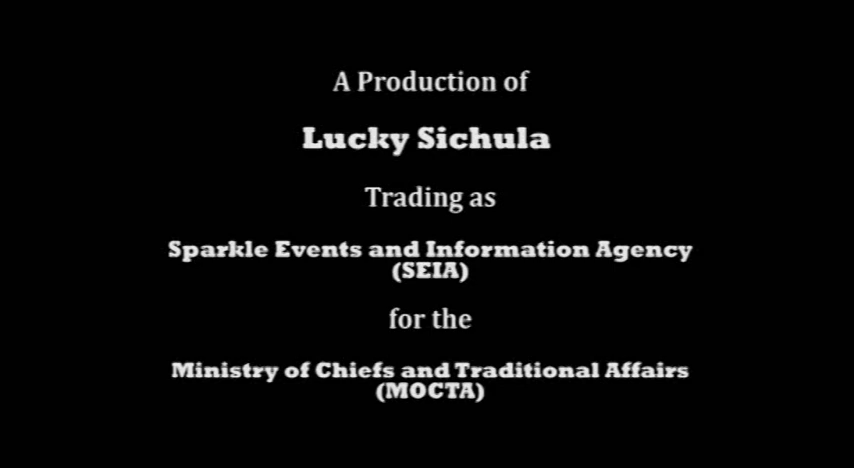 A Production of
Lucky Sichula
Trading as
Sparkle Events and Information Agency
(SEIA)
for the
Ministry of Chiefs and Traditional Affairs
(MOCTA)